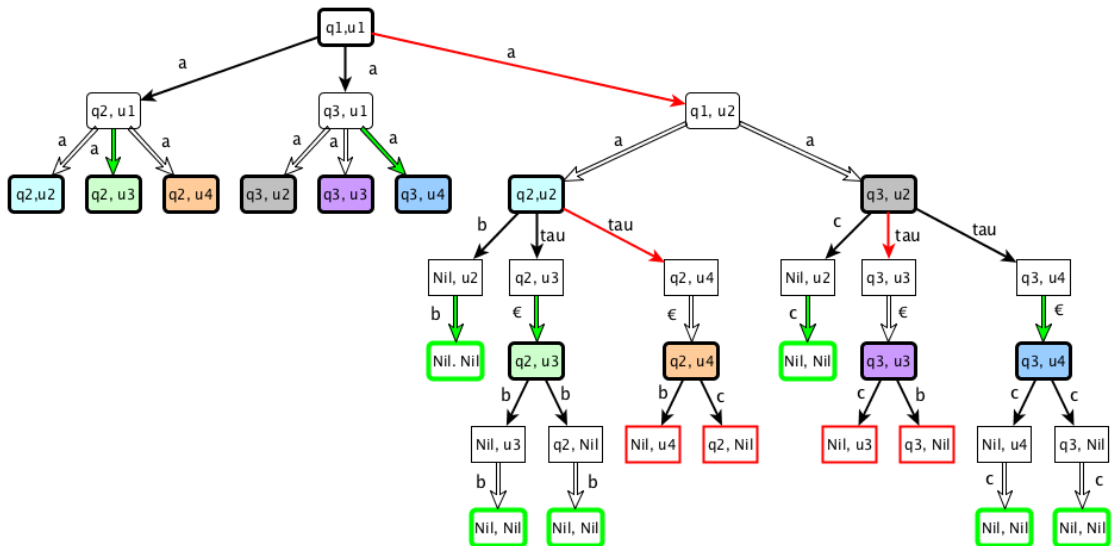 q1,u1
a a a
q2, u1 q3, u1 q1, u2
a a a a a a a a
q2,u2 q2, u3 q2, u4 q3, u2 q3, u3 q3, u4 q2,u2 q3, u2
b tau tau c tau tau
Nil, u2 q2, u3 q2, u4 Nil, u2 q3, u3 q3, u4
b € € c € €
Nil. Nil q2, u3 q2, u4 Nil, Nil q3, u3 q3, u4
b b b c c b c c
Nil, u3 q2, Nil Nil, u4 q2, Nil Nil, u3 q3, Nil Nil, u4 q3, Nil
b b c c
Nil, Nil Nil, Nil Nil, Nil Nil, Nil